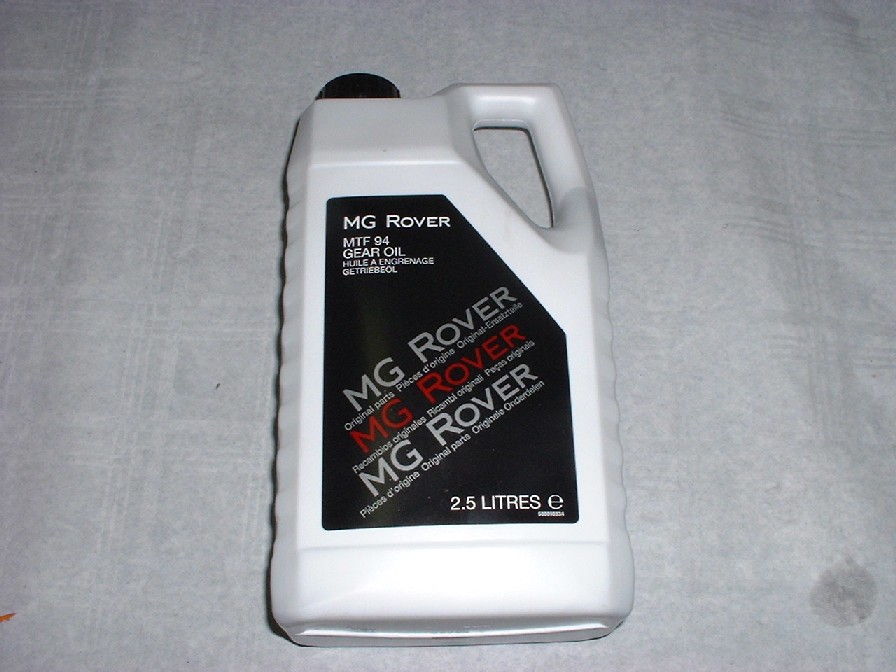 MG ROVER
MTF 94
GEAR OIL
HUILE A ENGRENAGE
GETRIEBEÖL
MG ROVER
Original parts Pièces d'origine Original-Ersatzteile
MG ROVER
Recambios originales Ricambi originali Peças originais
MG ROVER
Pièces d'origine Original parts Originele Onderdelen
2.5 LITRES ℮